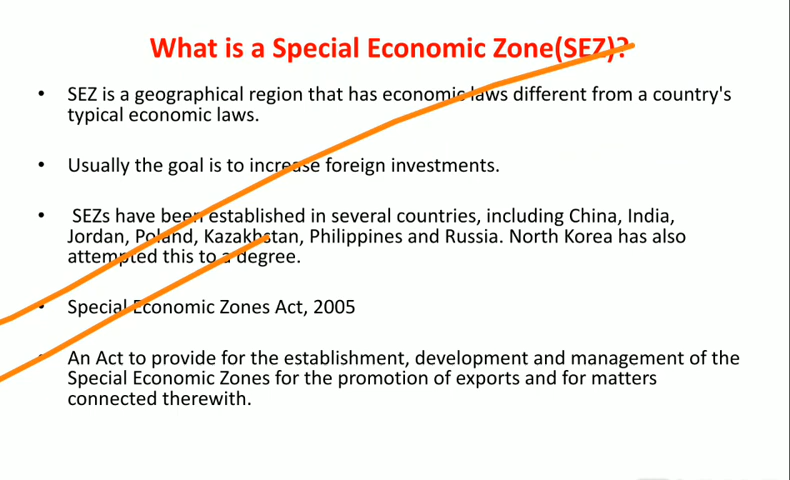 What is a Special Economic Zone(SEZ)?
• SEZ is a geographical region that has economic laws different from a country's
typical economic laws.
• Usually the goal is to increase foreign investments.
• SEZs have been established in several countries, including China, India,
Jordan, Poland, Kazakhstan, Philippines and Russia. North Korea has also
attempted this to a degree.
• Special Economic Zones Act, 2005
• An Act to provide for the establishment, development and management of the
Special Economic Zones for the promotion of exports and for matters
connected therewith.